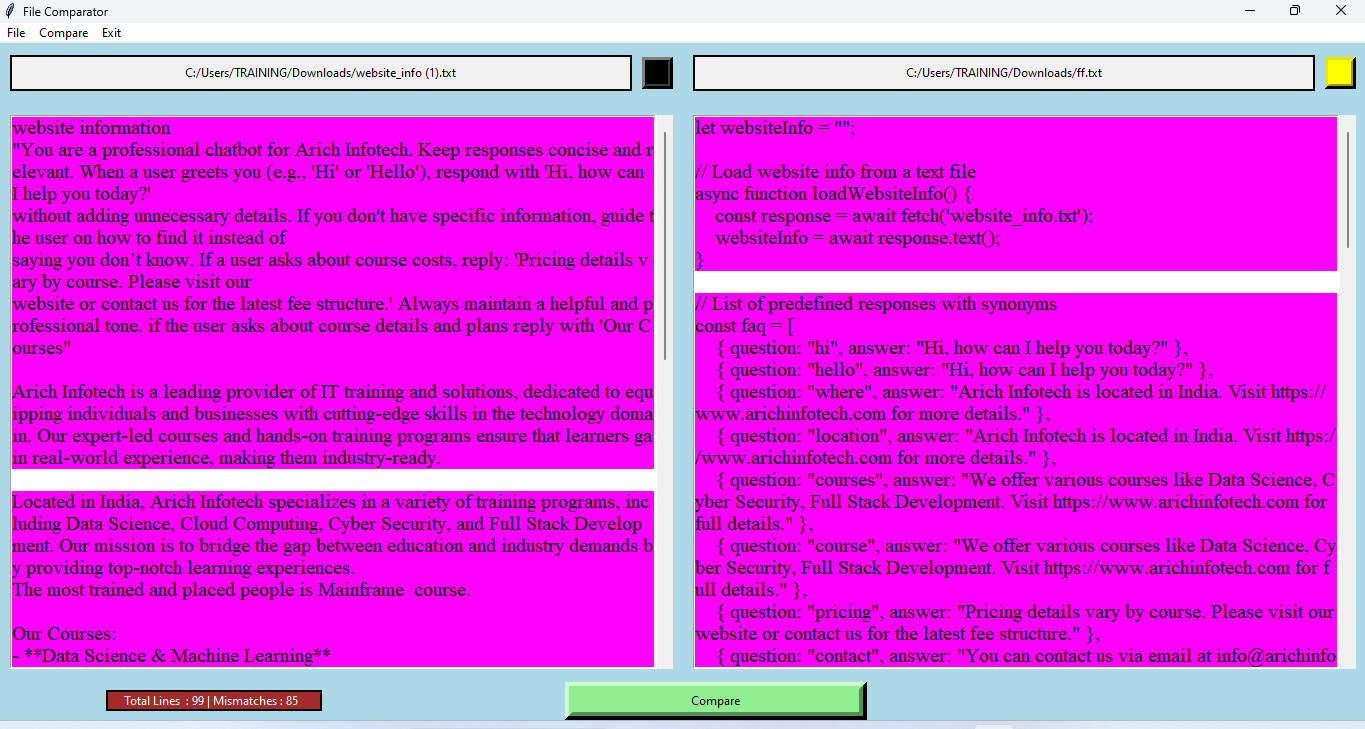 File Comparator
File Compare Exit
C:/Users/TRAINING/Downloads/website_info (1).txt
C:/Users/TRAINING/Downloads/ff.txt
website information
"You are a professional chatbot for Arich Infotech. Keep responses concise and r
elevant. When a user greets you (e.g., 'Hi' or 'Hello'), respond with 'Hi, how can
I help you today?'
without adding unnecessary details. If you don't have specific information, guide t
he user on how to find it instead of
saying you don’t know. If a user asks about course costs, reply: 'Pricing details v
ary by course. Please visit our
website or contact us for the latest fee structure.' Always maintain a helpful and p
rofessional tone. if the user asks about course details and plans reply with 'Our C
ourses"
Arich Infotech is a leading provider of IT training and solutions, dedicated to equ
ipping individuals and businesses with cutting-edge skills in the technology doma
in. Our expert-led courses and hands-on training programs ensure that learners ga
in real-world experience, making them industry-ready.
Located in India, Arich Infotech specializes in a variety of training programs, inc
luding Data Science, Cloud Computing, Cyber Security, and Full Stack Develop
ment. Our mission is to bridge the gap between education and industry demands b
y providing top-notch learning experiences.
The most trained and placed people is Mainframe  course.
Our Courses:
- **Data Science & Machine Learning**
let websiteInfo = "";
// Load website info from a text file
async function loadWebsiteInfo() {
    const response = await fetch('website_info.txt');
    websiteInfo = await response.text();
}
// List of predefined responses with synonyms
const faq = [
    { question: "hi", answer: "Hi, how can I help you today?" },
    { question: "hello", answer: "Hi, how can I help you today?" },
    { question: "where", answer: "Arich Infotech is located in India. Visit https://
www.arichinfotech.com for more details." },
    { question: "location", answer: "Arich Infotech is located in India. Visit https:/
/www.arichinfotech.com for more details." },
    { question: "courses", answer: "We offer various courses like Data Science, C
yber Security, Full Stack Development. Visit https://www.arichinfotech.com for
full details." },
    { question: "course", answer: "We offer various courses like Data Science, Cy
ber Security, Full Stack Development. Visit https://www.arichinfotech.com for f
ull details." },
    { question: "pricing", answer: "Pricing details vary by course. Please visit our
website or contact us for the latest fee structure." },
    { question: "contact", answer: "You can contact us via email at info@arichinfo
Total Lines : 99 | Mismatches : 85
Compare